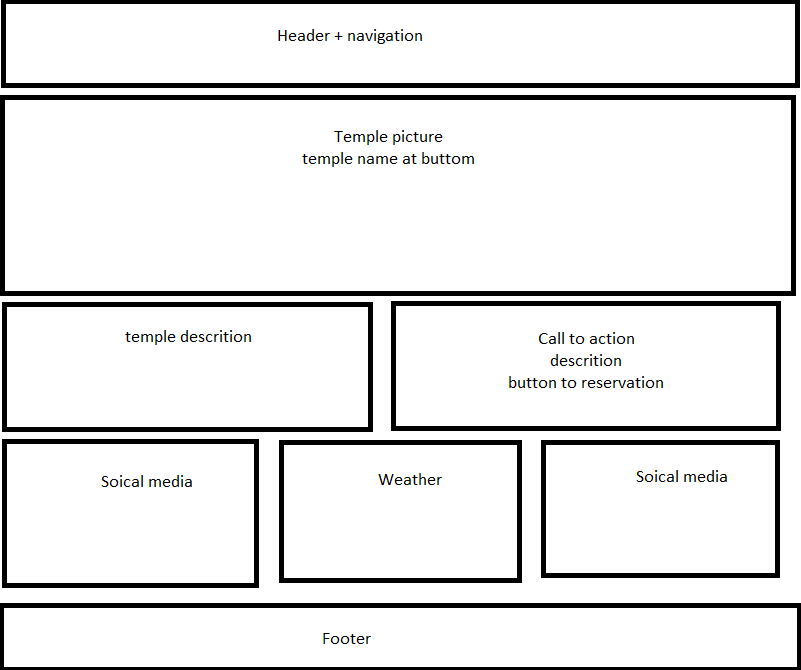 Header + navigation
Temple picture
temple name at buttom
temple descrition
Call to action
descrition
button to reservation
Soical media
Weather
Soical media
Footer